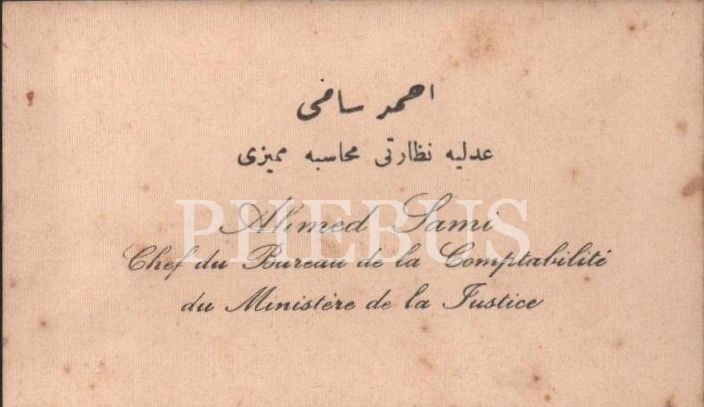 احمد سامی
عدلیه نظارتی محاسبه ممیزی
PHEBUS
Ahmed Sami
Chef du Bureau de la Comptabilité
du Ministère de la Justice